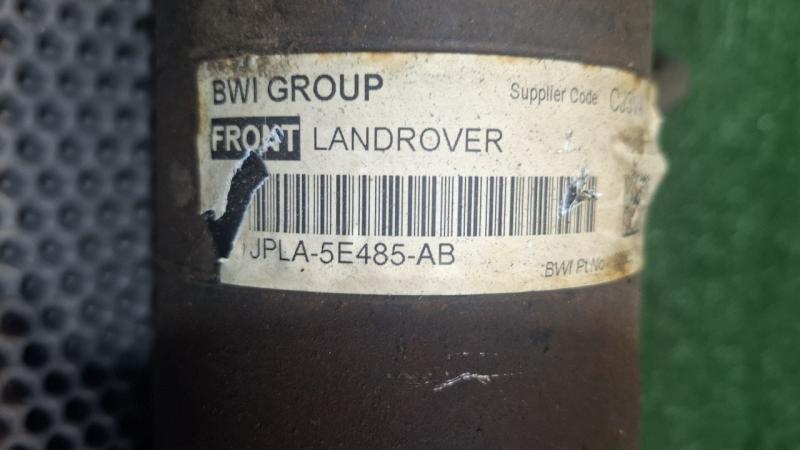 BWI GROUP
Supplier Code
FRONT LANDROVER
JPLA-5E485-AB
BWI Pt No